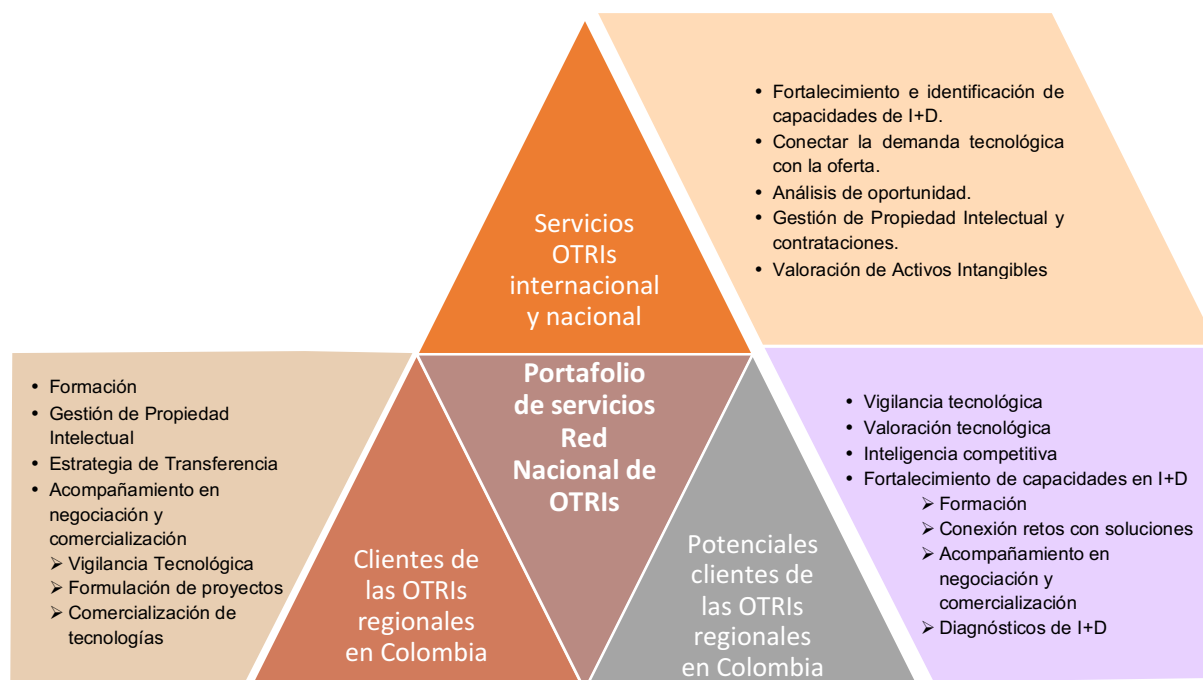 Servicios
OTRIs
internacional
y nacional
• Fortalecimiento e identificación de
capacidades de I+D.
• Conectar la demanda tecnológica
con la oferta.
• Análisis de oportunidad.
• Gestión de Propiedad Intelectual y
contrataciones.
• Valoración de Activos Intangibles
Portafolio
de servicios
Red
Nacional de
OTRIs
• Formación
• Gestión de Propiedad
Intelectual
• Estrategia de Transferencia
• Acompañamiento en
negociación y
comercialización
➢ Vigilancia Tecnológica
➢ Formulación de proyectos
➢ Comercialización de
tecnologías
Clientes de
las OTRIs
regionales
en Colombia
Potenciales
clientes de
las OTRIs
regionales
en Colombia
• Vigilancia tecnológica
• Valoración tecnológica
• Inteligencia competitiva
• Fortalecimiento de capacidades en I+D
➢ Formación
➢ Conexión retos con soluciones
➢ Acompañamiento en
negociación y
comercialización
➢ Diagnósticos de I+D